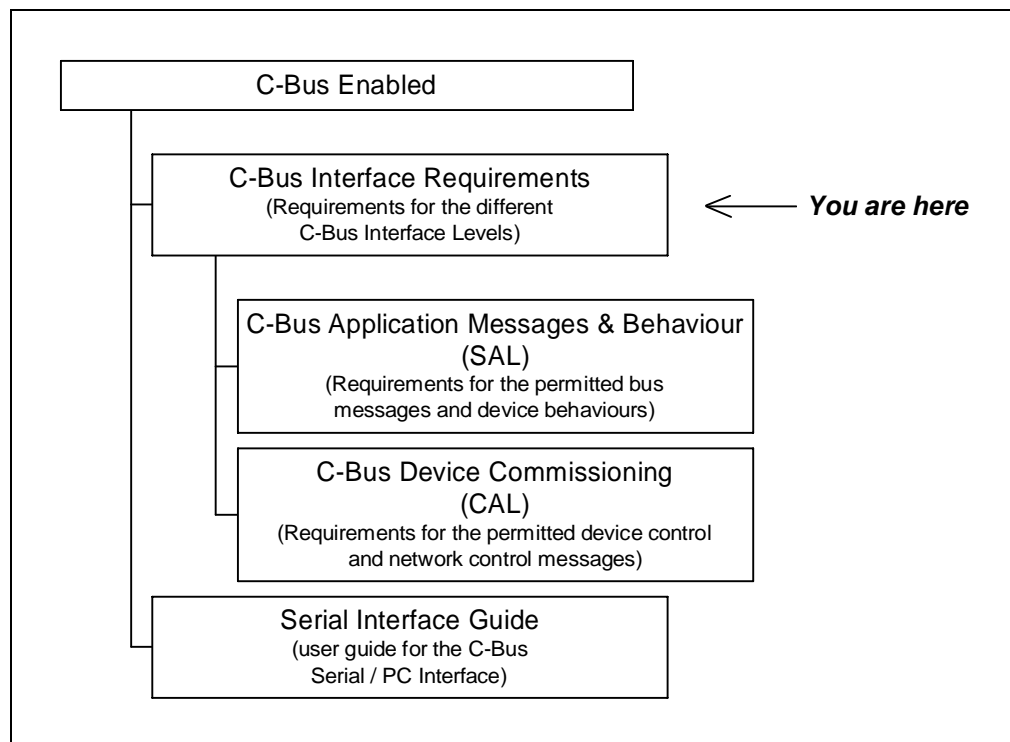 C-Bus Enabled
C-Bus Interface Requirements
(Requirements for the different
C-Bus Interface Levels)
You are here
C-Bus Application Messages & Behaviour
(SAL)
(Requirements for the permitted bus
messages and device behaviours)
C-Bus Device Commissioning
(CAL)
(Requirements for the permitted device control
and network control messages)
Serial Interface Guide
(user guide for the C-Bus
Serial / PC Interface)